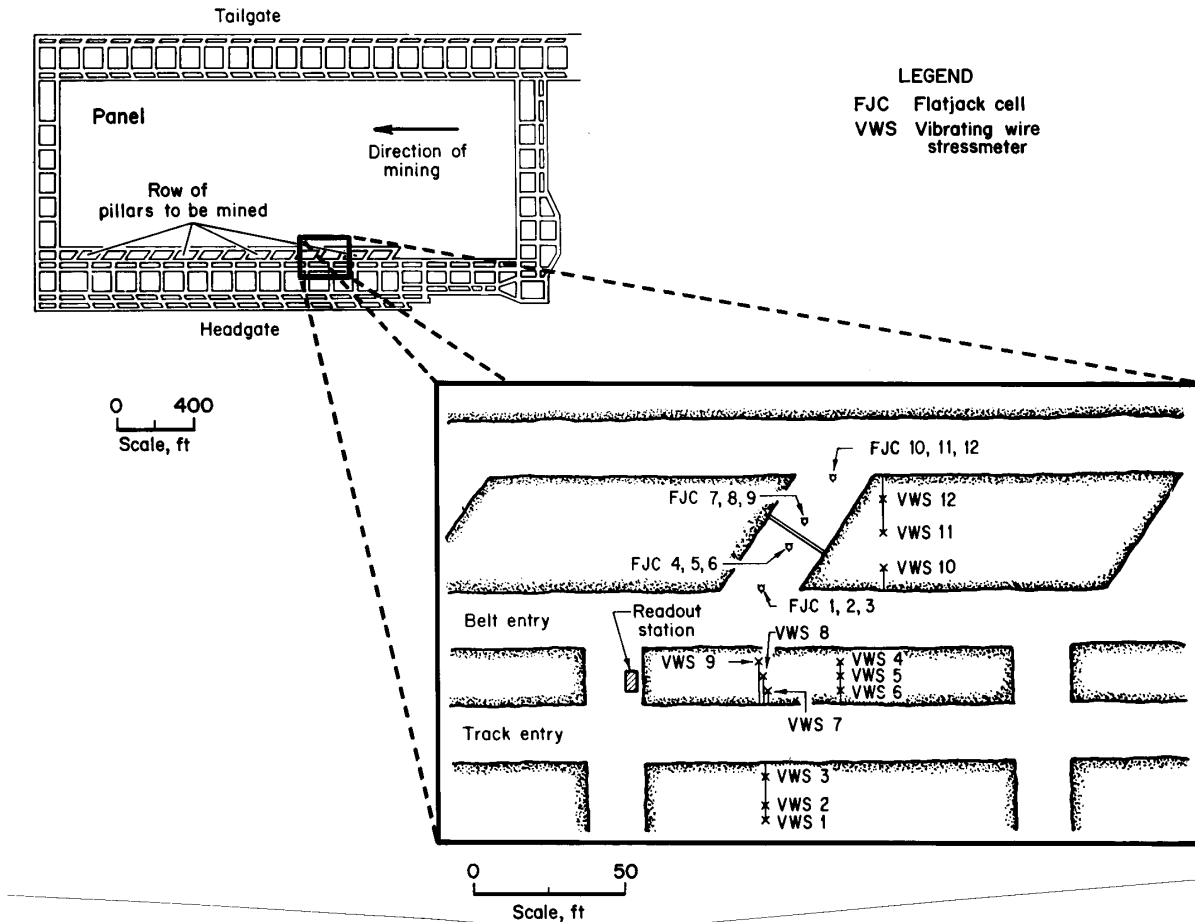 Tailgate
LEGEND
FJC Flatjack cell
VWS Vibrating wire
stressmeter
Panel
Direction of
mining
Row of
pillars to be mined
Headgate
0 400
Scale, ft
FJC 10, 11, 12
FJC 7, 8, 9
VWS 12
VWS 11
FJC 4, 5, 6
VWS 10
FJC 1, 2, 3
Readout
station
Belt entry
VWS 8
VWS 9
VWS 4
VWS 5
VWS 6
VWS 7
Track entry
VWS 3
VWS 2
VWS 1
0 50
Scale, ft